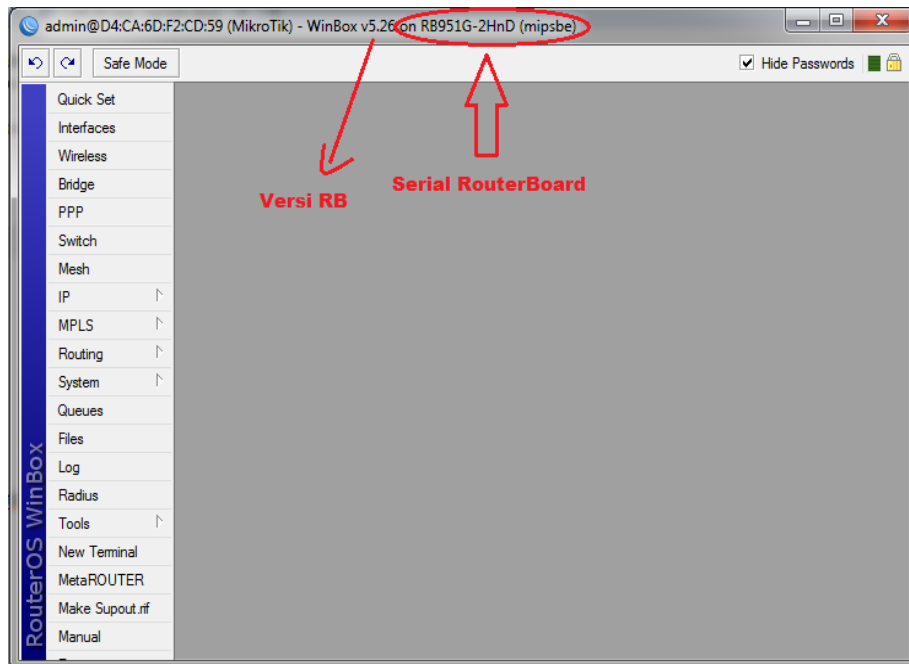 admin@D4:CA:6D:F2:CD:59 (MikroTik) - WinBox v5.26 on RB951G-2HnD (mipsbe)
Safe Mode
Hide Passwords
Quick Set
Interfaces
Wireless
Bridge
PPP
Switch
Mesh
IP
MPLS
Routing
System
Queues
Files
Log
Radius
Tools
New Terminal
MetaROUTER
Make Supout.rif
Manual
RouterOS WinBox
Versi RB
Serial RouterBoard